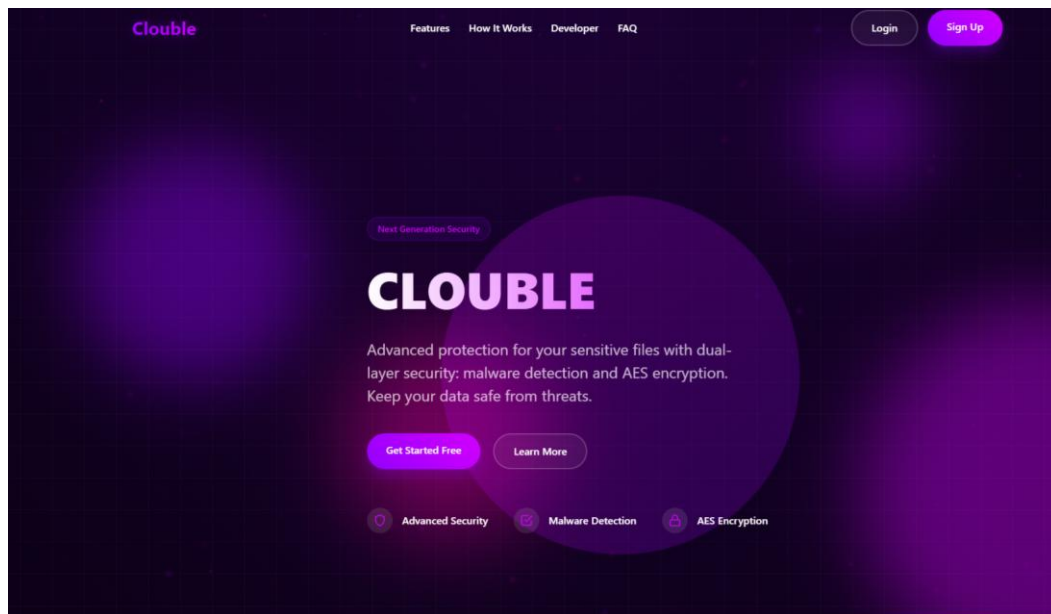 Clouble
Features
How It Works
Developer
FAQ
Login
Sign Up
Next Generation Security
CLOUBLE
Advanced protection for your sensitive files with dual-
layer security: malware detection and AES encryption.
Keep your data safe from threats.
Get Started Free
Learn More
Advanced Security
Malware Detection
AES Encryption